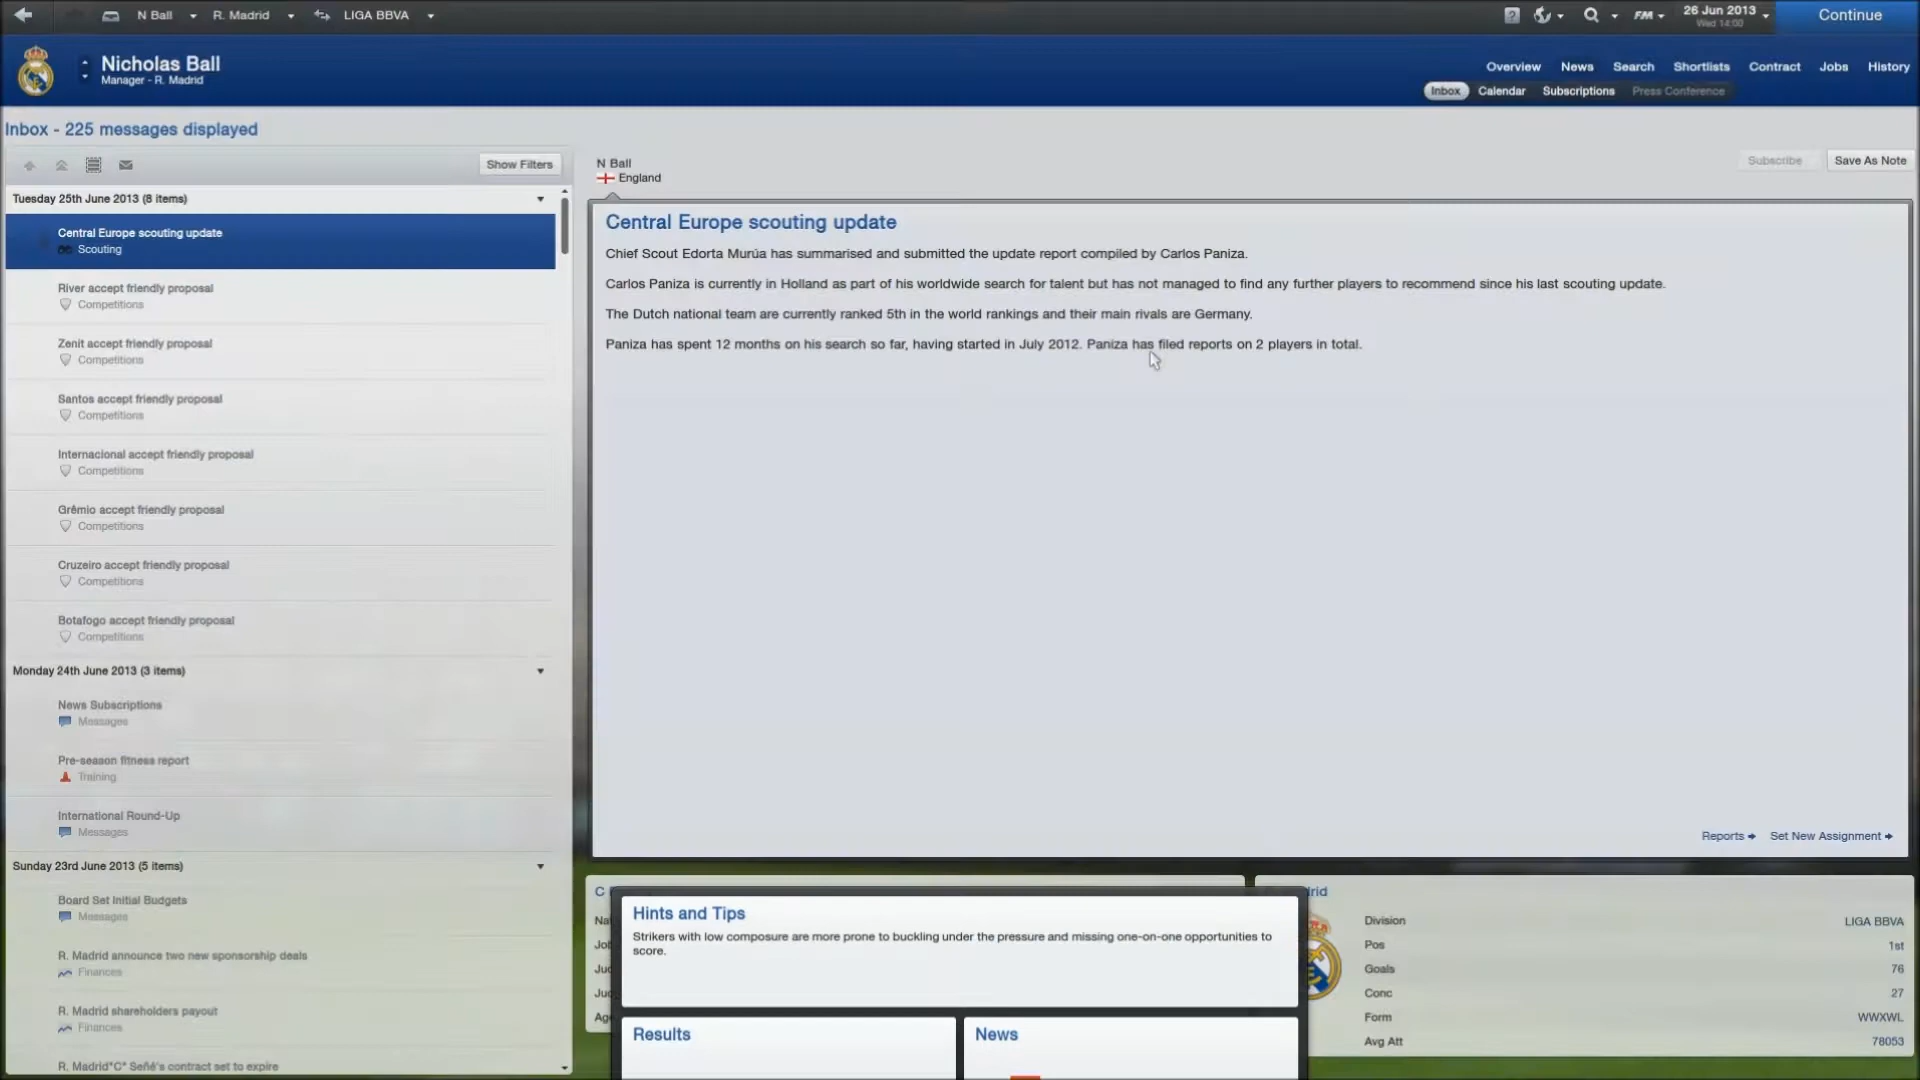 N Ball
R. Madrid
LIGA BBVA
FM
26 Jun 2013
Wed 14:00
Continue
Nicholas Ball
Manager - R. Madrid
Overview
News
Search
Shortlists
Contract
Jobs
History
Inbox
Calendar
Subscriptions
Press Conference
Inbox - 225 messages displayed
Show Filters
Tuesday 25th June 2013 (8 items)
Central Europe scouting update
Scouting
River accept friendly proposal
Competitions
Zenit accept friendly proposal
Competitions
Santos accept friendly proposal
Competitions
Internacional accept friendly proposal
Competitions
Grêmio accept friendly proposal
Competitions
Cruzeiro accept friendly proposal
Competitions
Botafogo accept friendly proposal
Competitions
Monday 24th June 2013 (3 items)
News Subscriptions
Messages
Pre-season fitness report
Training
International Round-Up
Messages
Sunday 23rd June 2013 (5 items)
Board Set Initial Budgets
Messages
R. Madrid announce two new sponsorship deals
Finances
R. Madrid shareholders payout
Finances
R. Madrid"C" Señé's contract set to expire
N Ball
England
Subscribe
Save As Note
Central Europe scouting update
Chief Scout Edorta Murúa has summarised and submitted the update report compiled by Carlos Paniza.
Carlos Paniza is currently in Holland as part of his worldwide search for talent but has not managed to find any further players to recommend since his last scouting update.
The Dutch national team are currently ranked 5th in the world rankings and their main rivals are Germany.
Paniza has spent 12 months on his search so far, having started in July 2012. Paniza has filed reports on 2 players in total.
Reports
Set New Assignment
C
Na
Jo
Jud
Jud
Age
Hints and Tips
Strikers with low composure are more prone to buckling under the pressure and missing one-on-one opportunities to
score.
Results
News
rid
Division LIGA BBVA
Pos 1st
Goals 76
Conc 27
Form WWXWL
Avg Att 78053